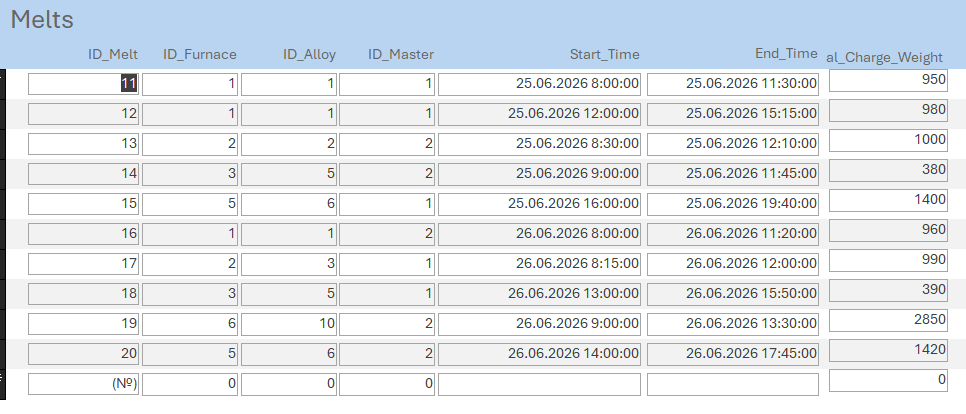 Melts
ID_Melt ID_Furnace ID_Alloy ID_Master Start_Time End_Time al_Charge_Weight
11 1 1 1 25.06.2026 8:00:00 25.06.2026 11:30:00 950
12 1 1 1 25.06.2026 12:00:00 25.06.2026 15:15:00 980
13 2 2 2 25.06.2026 8:30:00 25.06.2026 12:10:00 1000
14 3 5 2 25.06.2026 9:00:00 25.06.2026 11:45:00 380
15 5 6 1 25.06.2026 16:00:00 25.06.2026 19:40:00 1400
16 1 1 2 26.06.2026 8:00:00 26.06.2026 11:20:00 960
17 2 3 1 26.06.2026 8:15:00 26.06.2026 12:00:00 990
18 3 5 1 26.06.2026 13:00:00 26.06.2026 15:50:00 390
19 6 10 2 26.06.2026 9:00:00 26.06.2026 13:30:00 2850
20 5 6 2 26.06.2026 14:00:00 26.06.2026 17:45:00 1420
(№) 0 0 0 0